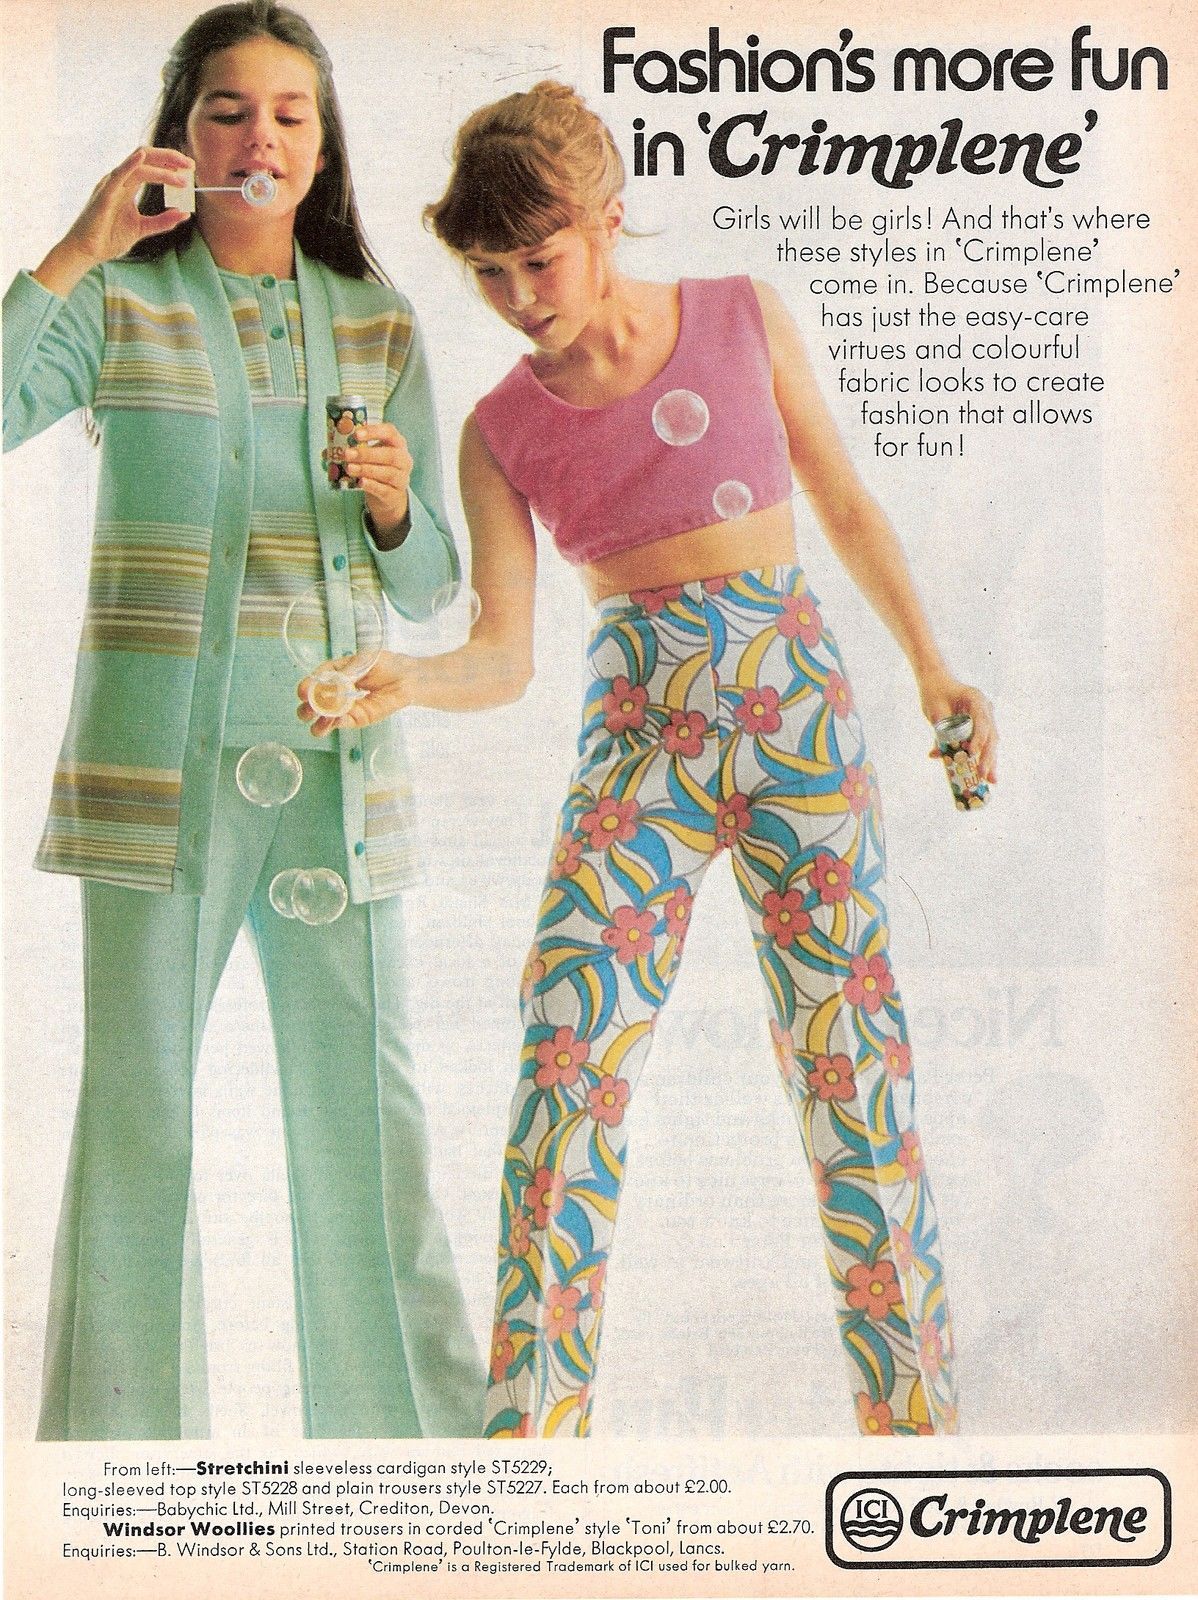 Fashion's more fun
in 'Crimplene'
Girls will be girls! And that's where
these styles in 'Crimplene'
come in. Because 'Crimplene'
has just the easy-care
virtues and colourful
fabric looks to create
fashion that allows
for fun!
From left:—Stretchini sleeveless cardigan style ST5229;
long-sleeved top style ST5228 and plain trousers style ST5227. Each from about £2.00.
Enquiries:—Babychic Ltd., Mill Street, Crediton, Devon.
Windsor Woollies printed trousers in corded 'Crimplene' style 'Toni' from about £2.70.
Enquiries:—B. Windsor & Sons Ltd., Station Road, Poulton-le-Fylde, Blackpool, Lancs.
'Crimplene' is a Registered Trademark of ICI used for bulked yarn.
ICI Crimplene